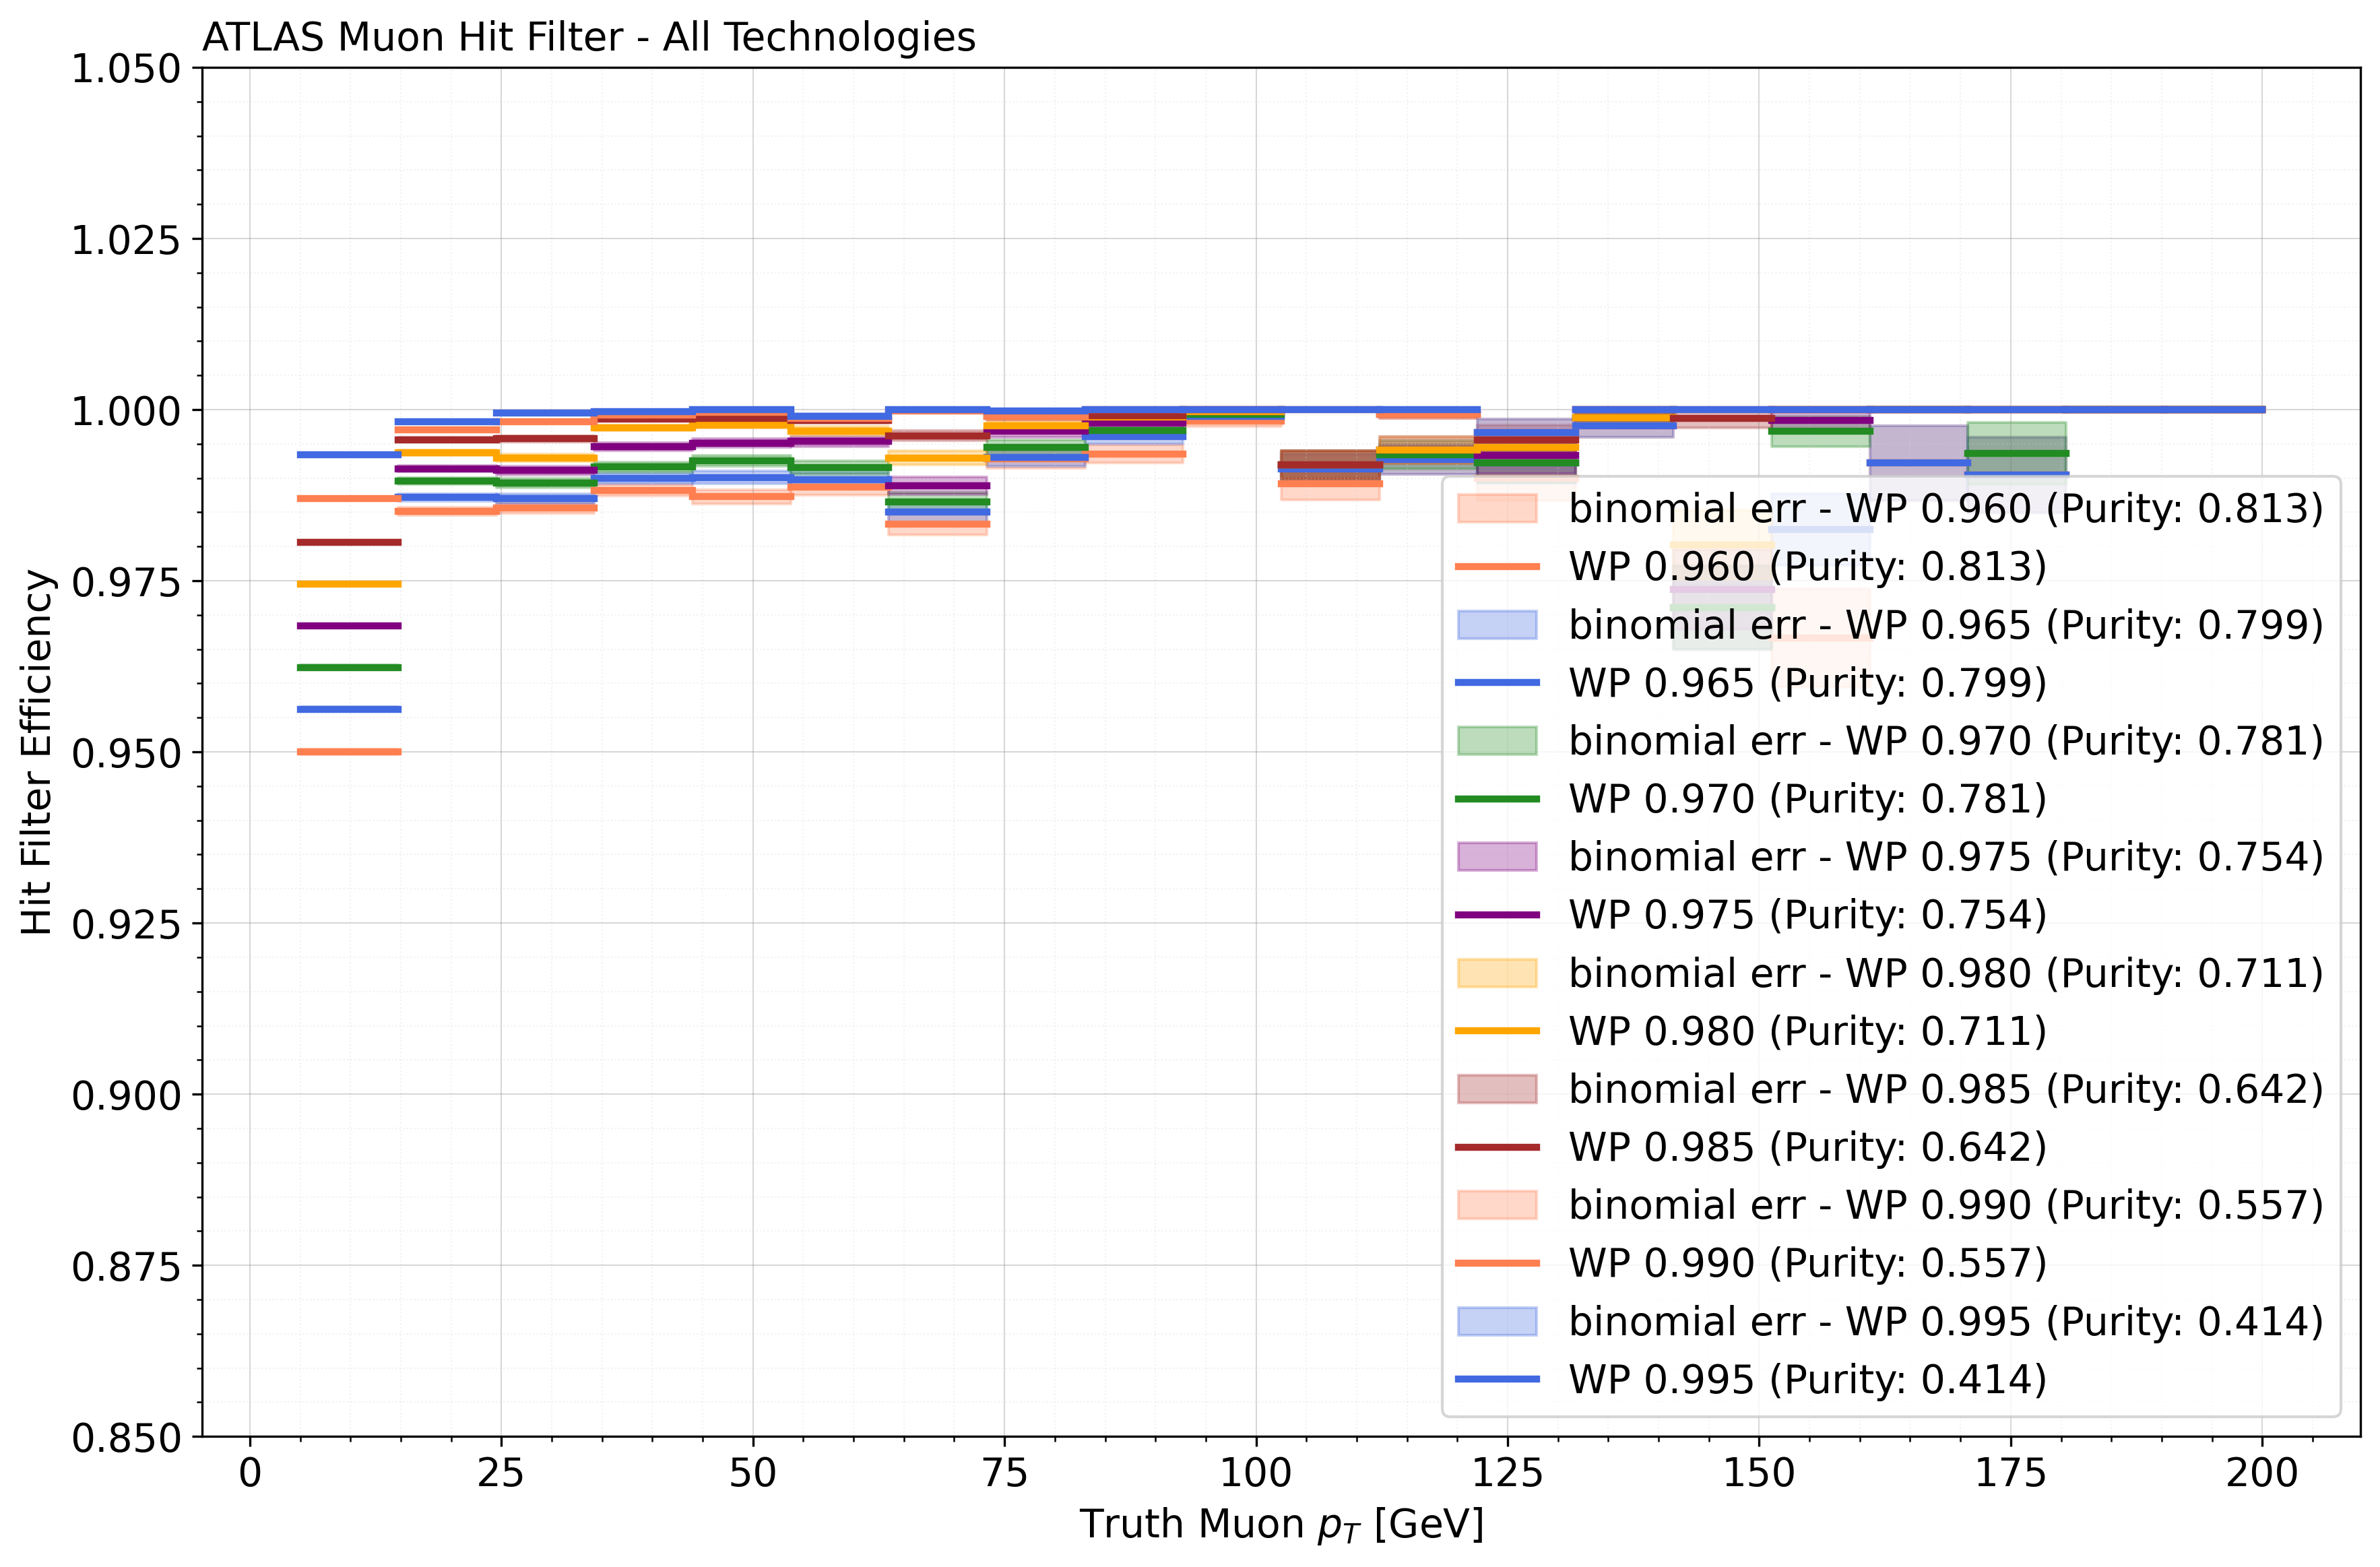 ATLAS Muon Hit Filter - All Technologies
1.050
1.025
1.000
0.975
0.950
0.925
0.900
0.875
0.850
Hit Filter Efficiency
binomial err - WP 0.960 (Purity: 0.813)
WP 0.960 (Purity: 0.813)
binomial err - WP 0.965 (Purity: 0.799)
WP 0.965 (Purity: 0.799)
binomial err - WP 0.970 (Purity: 0.781)
WP 0.970 (Purity: 0.781)
binomial err - WP 0.975 (Purity: 0.754)
WP 0.975 (Purity: 0.754)
binomial err - WP 0.980 (Purity: 0.711)
WP 0.980 (Purity: 0.711)
binomial err - WP 0.985 (Purity: 0.642)
WP 0.985 (Purity: 0.642)
binomial err - WP 0.990 (Purity: 0.557)
WP 0.990 (Purity: 0.557)
binomial err - WP 0.995 (Purity: 0.414)
WP 0.995 (Purity: 0.414)
0 25 50 75 100 125 150 175 200
Truth Muon p_T [GeV]